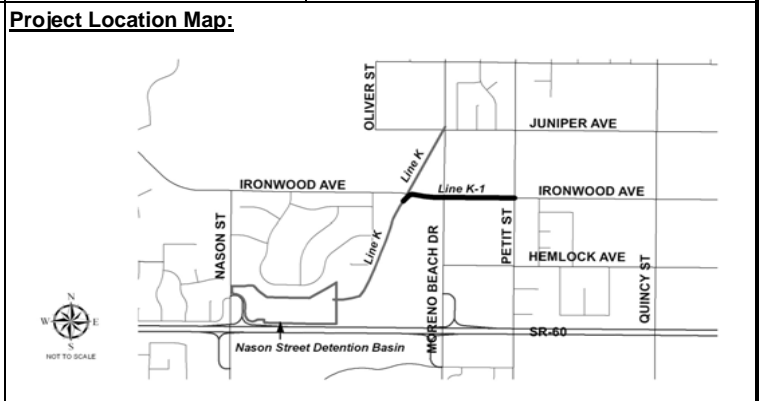 Project Location Map:
OLIVER ST
JUNIPER AVE
Line K
IRONWOOD AVE
Line K-1
IRONWOOD AVE
NASON ST
Line K
MORENO BEACH DR
PETIT ST
HEMLOCK AVE
QUINCY ST
N
W
E
S
NOT TO SCALE
SR-60
Nason Street Detention Basin